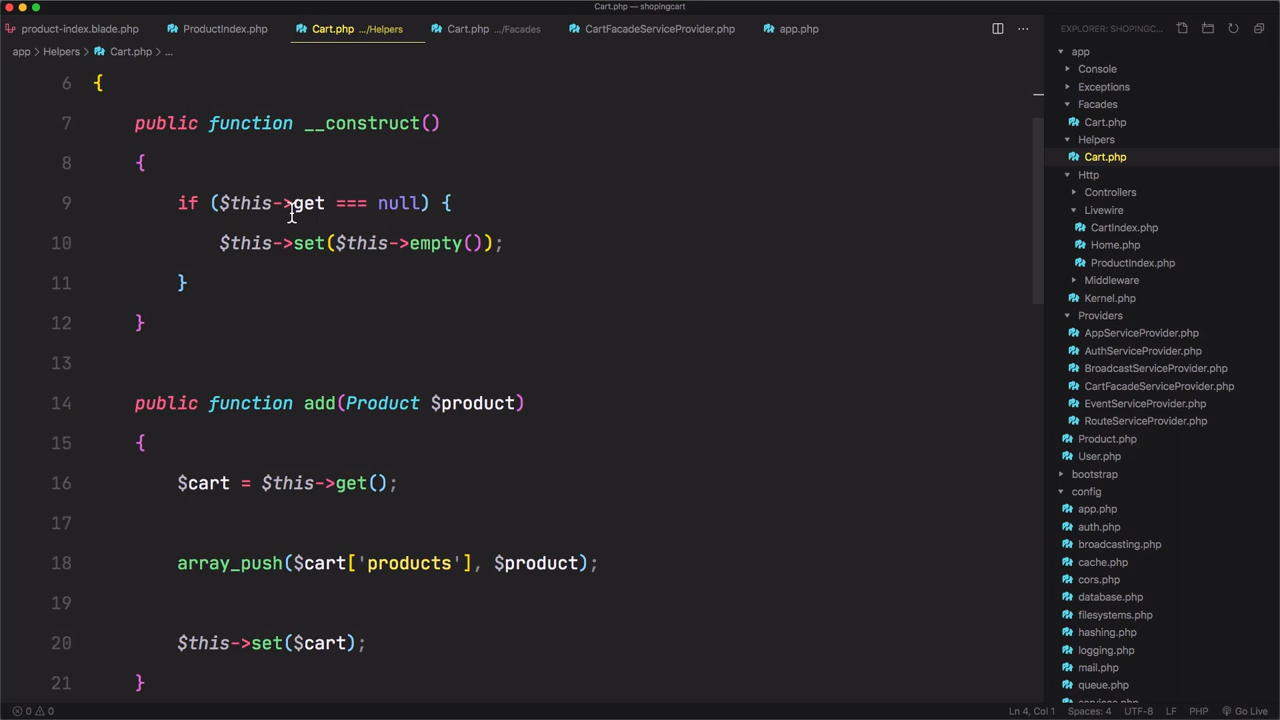 Cart.php — shopingcart
product-index.blade.php
ProductIndex.php
Cart.php .../Helpers
Cart.php .../Facades
CartFacadeServiceProvider.php
app.php
app > Helpers > Cart.php > ...
6 {
7 public function __construct()
8 {
9 if ($this->get === null) {
10 $this->set($this->empty());
11 }
12 }
13
14 public function add(Product $product)
15 {
16 $cart = $this->get();
17
18 array_push($cart['products'], $product);
19
20 $this->set($cart);
21 }
EXPLORER: SHOPINGC...
app
Console
Exceptions
Facades
Cart.php
Helpers
Cart.php
Http
Controllers
Livewire
CartIndex.php
Home.php
ProductIndex.php
Middleware
Kernel.php
Providers
AppServiceProvider.php
AuthServiceProvider.php
BroadcastServiceProvider.php
CartFacadeServiceProvider.php
EventServiceProvider.php
RouteServiceProvider.php
Product.php
User.php
bootstrap
config
app.php
auth.php
broadcasting.php
cache.php
cors.php
database.php
filesystems.php
hashing.php
logging.php
mail.php
queue.php
services.php
0 0
Ln 4, Col 1
Spaces: 4
UTF-8
LF
PHP
Go Live